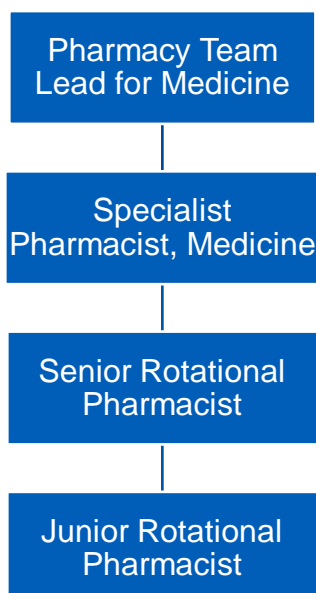 Pharmacy Team
Lead for Medicine
Specialist
Pharmacist, Medicine
Senior Rotational
Pharmacist
Junior Rotational
Pharmacist